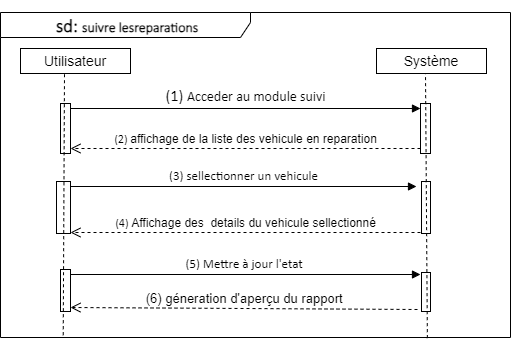 sd: suivre lesreparations
Utilisateur
Système
(1) Acceder au module suivi
(2) affichage de la liste des vehicule en reparation
(3) sellectionner un vehicule
(4) Affichage des details du vehicule sellectionné
(5) Mettre à jour l'etat
(6) géneration d'aperçu du rapport